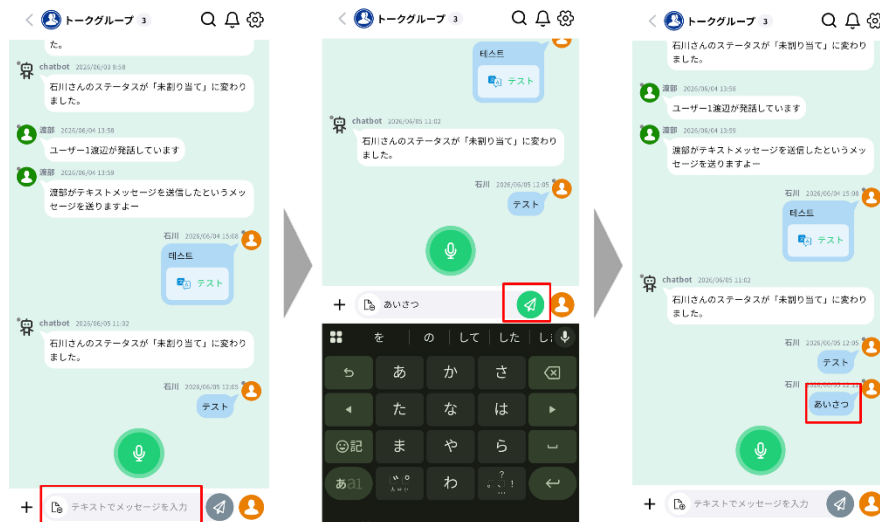 トークグループ 3
た。
chatbot 2026/06/03 9:58
石川さんのステータスが「未割り当て」に変わり
ました。
渡部 2026/06/04 13:58
ユーザー1渡辺が発話しています
渡部 2026/06/04 13:59
渡部がテキストメッセージを送信したというメッ
セージを送りますよー
石川 2026/06/04 15:08
테스트
テスト
chatbot 2026/06/05 11:02
石川さんのステータスが「未割り当て」に変わり
ました。
石川 2026/06/05 12:05
テスト
テキストでメッセージを入力
トークグループ 3
테스트
テスト
chatbot 2026/06/05 11:02
石川さんのステータスが「未割り当て」に変わり
ました。
石川 2026/06/05 12:05
テスト
あいさつ
を の して した
あ か さ
た な は
記 ま や ら
あa1 わ 、。?!
トークグループ 3
石川さんのステータスが「未割り当て」に変わり
ました。
渡部 2026/06/04 13:58
ユーザー1渡辺が発話しています
渡部 2026/06/04 13:59
渡部がテキストメッセージを送信したというメッ
セージを送りますよー
石川 2026/06/04 15:08
테스트
テスト
chatbot 2026/06/05 11:02
石川さんのステータスが「未割り当て」に変わり
ました。
石川 2026/06/05 12:05
テスト
石川
あいさつ
テキストでメッセージを入力